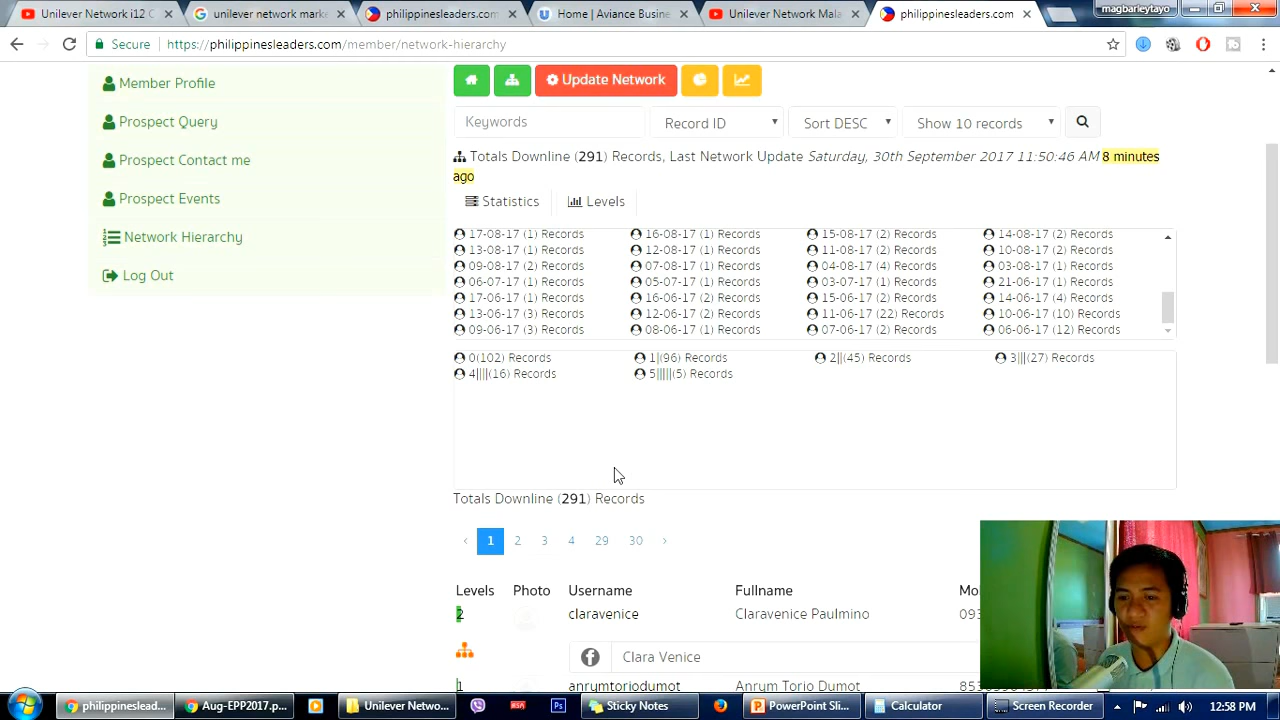 Unilever Network i12 C
unilever network marke
philippinesleaders.com
Home | Aviance Busine
Unilever Network Mala
philippinesleaders.com
magbarleytayo
Secure
https://philippinesleaders.com/member/network-hierarchy
Member Profile
Prospect Query
Prospect Contact me
Prospect Events
Network Hierarchy
Log Out
Update Network
Keywords
Record ID
Sort DESC
Show 10 records
Totals Downline (291) Records, Last Network Update Saturday, 30th September 2017 11:50:46 AM 8 minutes
ago
Statistics
Levels
17-08-17 (1) Records 16-08-17 (1) Records 15-08-17 (2) Records 14-08-17 (2) Records
13-08-17 (1) Records 12-08-17 (1) Records 11-08-17 (2) Records 10-08-17 (2) Records
09-08-17 (2) Records 07-08-17 (1) Records 04-08-17 (4) Records 03-08-17 (1) Records
06-07-17 (1) Records 05-07-17 (1) Records 03-07-17 (1) Records 21-06-17 (1) Records
17-06-17 (1) Records 16-06-17 (2) Records 15-06-17 (2) Records 14-06-17 (4) Records
13-06-17 (3) Records 12-06-17 (2) Records 11-06-17 (22) Records 10-06-17 (10) Records
09-06-17 (3) Records 08-06-17 (1) Records 07-06-17 (2) Records 06-06-17 (12) Records
0(102) Records 1|(96) Records 2||(45) Records 3|||(27) Records
4||||(16) Records 5|||||(5) Records
Totals Downline (291) Records
‹ 1 2 3 4 29 30 ›
Levels Photo Username Fullname Mo
2 claravenice Claravenice Paulmino 093
Clara Venice
1 anrumtoriodumot Anrum Torio Dumot
philippineslead...
Aug-EPP2017.p...
Unilever Netwo...
Sticky Notes
PowerPoint Sli...
Calculator
Screen Recorder
12:58 PM